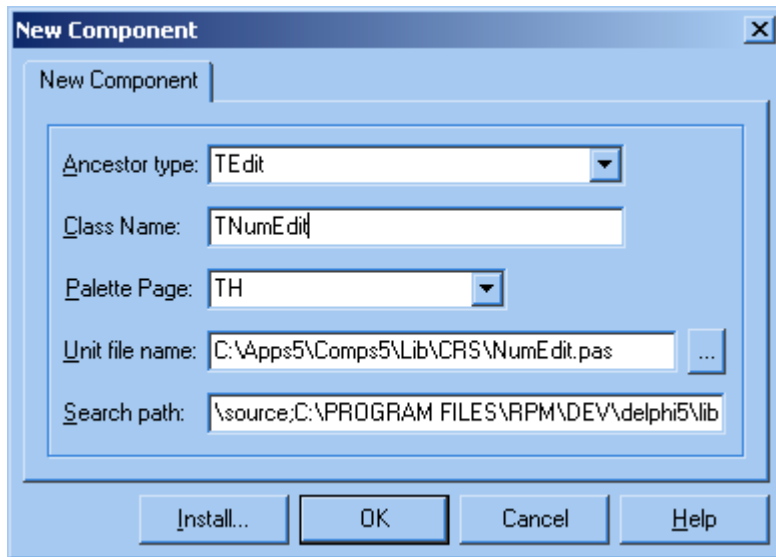 New Component
New Component
Ancestor type: TEdit
Class Name: TNumEdit
Palette Page: TH
Unit file name: C:\Apps5\Comps5\Lib\CRS\NumEdit.pas ...
Search path: \source;C:\PROGRAM FILES\RPM\DEV\delphi5\lib
Install... OK Cancel Help